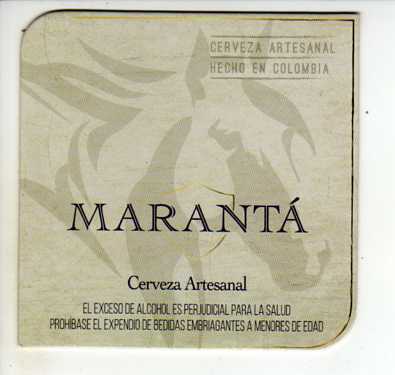 CERVEZA ARTESANAL
HECHO EN COLOMBIA
MARANTÁ
Cerveza Artesanal
EL EXCESO DE ALCOHOL ES PERJUDICIAL PARA LA SALUD
PROHÍBASE EL EXPENDIO DE BEDIDAS EMBRIAGANTES A MENORES DE EDAD